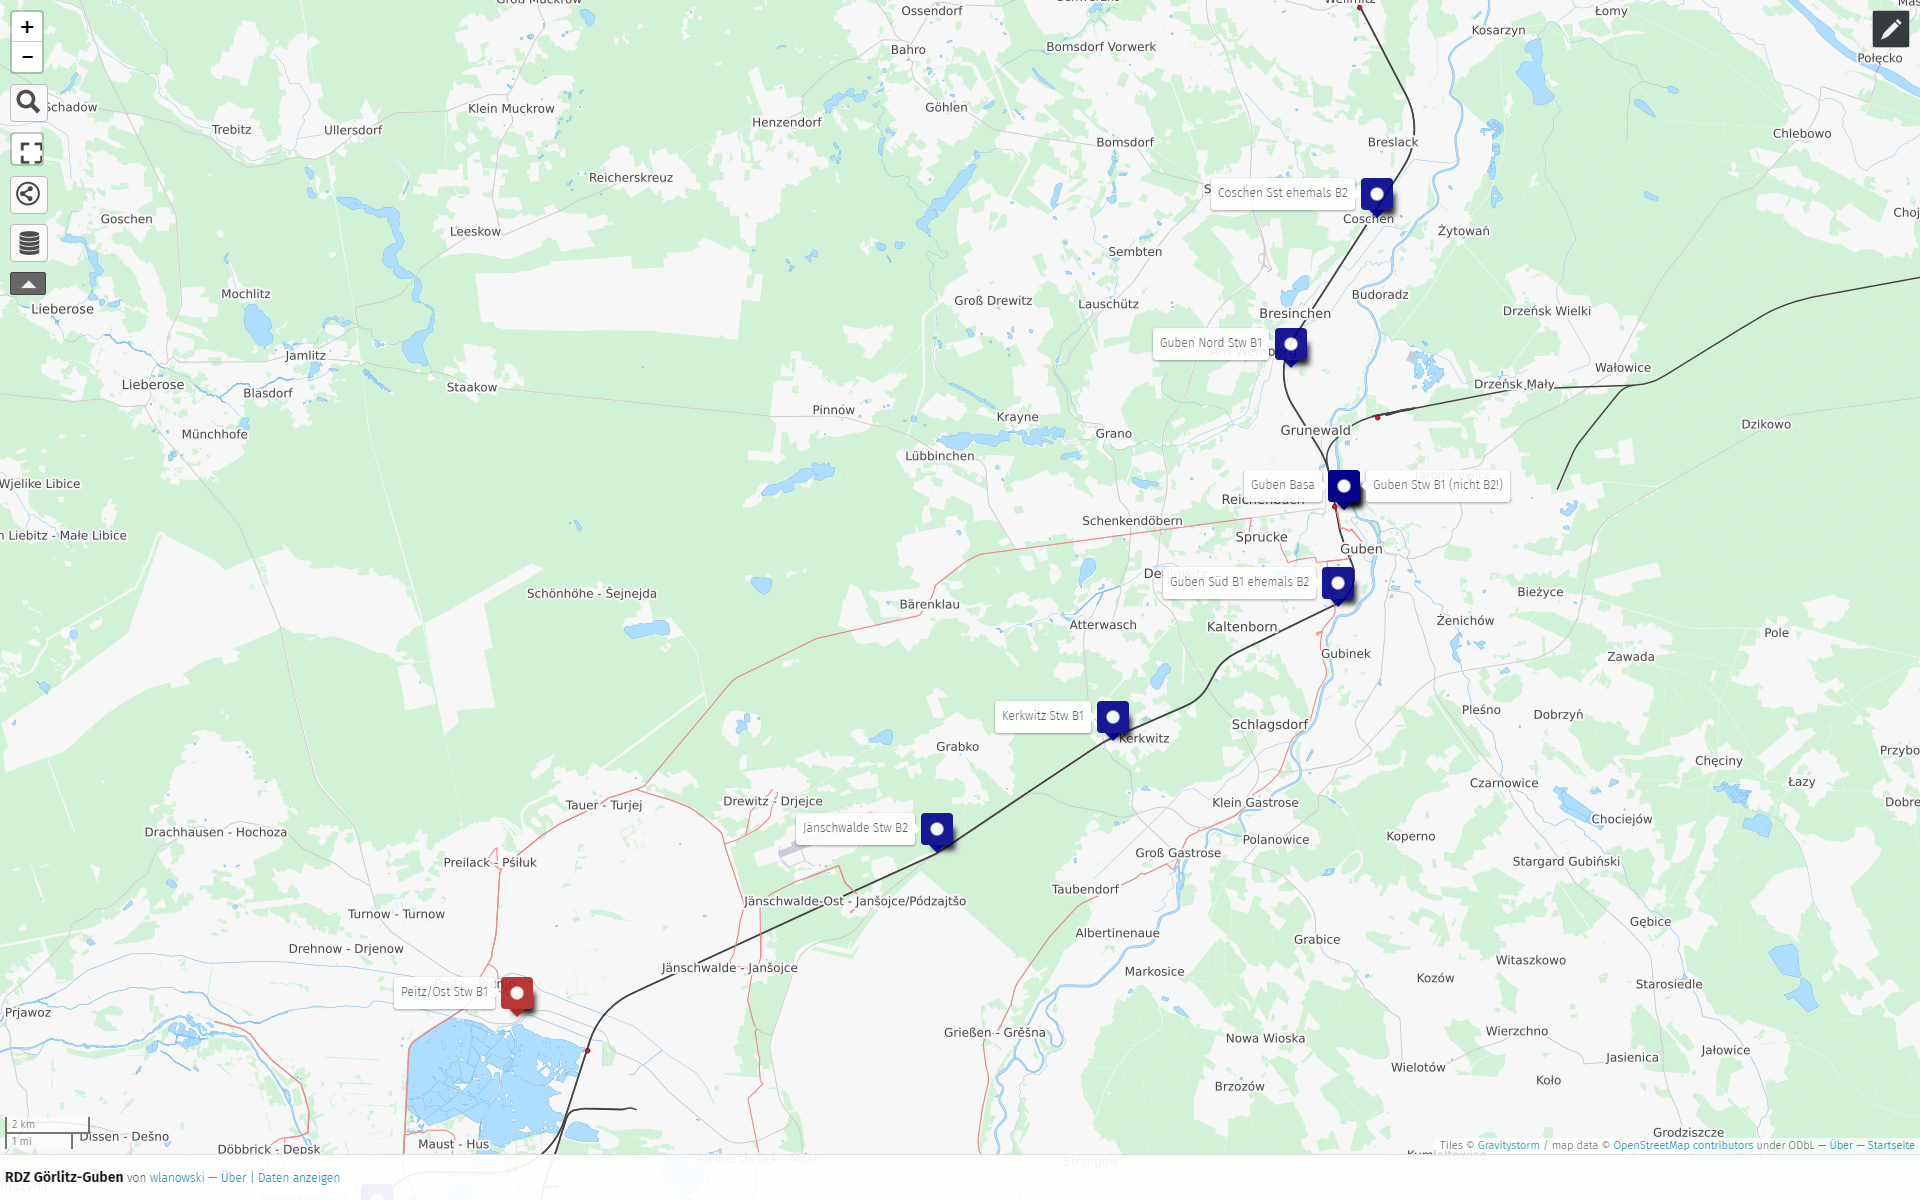 Groß Muckrow
Ossendorf
Wellmitz
Łomy
Kosarzyn
Bahro
Bomsdorf Vorwerk
Połęcko
Schadow
Klein Muckrow
Göhlen
Henzendorf
Trebitz
Ullersdorf
Chlebowo
Bomsdorf
Breslack
Reicherskreuz
Coschen Sst ehemals B2
Goschen
Coschen
Leeskow
Żytowań
Sembten
Mochlitz
Budoradz
Groß Drewitz
Lauschütz
Lieberose
Bresinchen
Drzeńsk Wielki
Guben Nord Stw B1
Jamlitz
Wałowice
Lieberose
Staakow
Drzeńsk Mały
Blasdorf
Pinnow
Krayne
Dzikowo
Münchhofe
Grano
Grunewald
Lübbinchen
Wjelike Libice
Guben Basa
Guben Stw B1 (nicht B2!)
Reichenbach
Schenkendöbern
n Liebitz - Małe Libice
Sprucke
Guben
Guben Süd B1 ehemals B2
Schönhöhe - Šejnejda
Bieżyce
Bärenklau
Atterwasch
Kaltenborn
Żenichów
Pole
Gubinek
Zawada
Kerkwitz Stw B1
Pleśno
Dobrzyń
Schlagsdorf
Kerkwitz
Grabko
Przybo
Chęciny
Czarnowice
Łazy
Tauer - Turjej
Drewitz - Drjejce
Klein Gastrose
Dobre
Chociejów
Jänschwalde Stw B2
Drachhausen - Hochoza
Koperno
Polanowice
Groß Gastrose
Preilack - Pśiłuk
Stargard Gubiński
Taubendorf
Jänschwalde-Ost - Janšojce/Pódzajtšo
Turnow - Turnow
Gębice
Albertinenaue
Drehnow - Drjenow
Grabice
Witaszkowo
Jänschwalde - Janšojce
Markosice
Kozów
Starosiedle
Peitz/Ost Stw B1
Prjawoz
Grießen - Grěšna
Wierzchno
Nowa Wioska
Jałowice
Jasienica
Wielotów
Koło
Brzozów
2 km
1 mi
Dissen - Dešno
Grodziszcze
Maust - Hus
Döbbrick - Depsk
Tiles © Gravitystorm / map data © OpenStreetMap contributors under ODbL — Über — Startseite
Strzegów
RDZ Görlitz-Guben von wlanowski — Über | Daten anzeigen